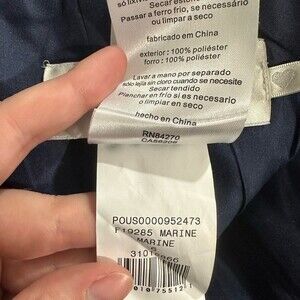 Secar esten
Passar a ferro frio, se necessário
ou limpar a seco
fabricado em China
exterior : 100% poliéster
forro : 100% poliéster
Lavar a mano por separado
sólo lejía sin cloro cuando se necesite
Secar tendido
Planchar en frío si es necesario
o limpiar en seco
hecho en China
RN84270
POUS0000952473
F19285 MARINE
MARINE